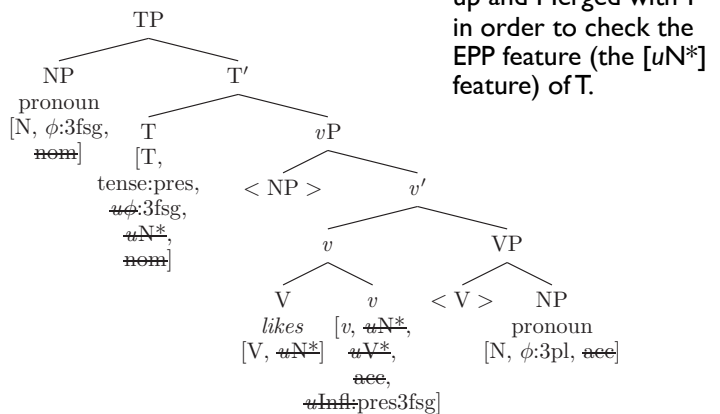 up and Merged with T
in order to check the
EPP feature (the [uN*]
feature) of T.
TP
NP
pronoun
[N, ϕ:3fsg,
nom]
T′
T
[T,
tense:pres,
uϕ:3fsg,
uN*,
nom]
vP
< NP >
v′
v
VP
V
likes
[V, uN*]
v
[v, uN*,
uV*,
acc,
uInfl:pres3fsg]
< V >
NP
pronoun
[N, ϕ:3pl, acc]